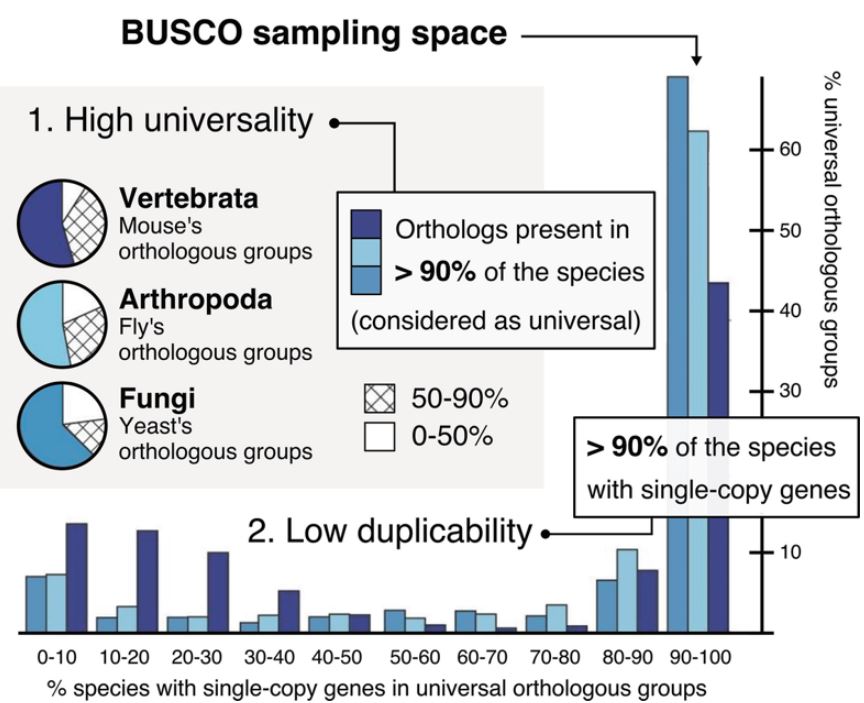 BUSCO sampling space
1. High universality
Vertebrata
Mouse's
orthologous groups
Arthropoda
Fly's
orthologous groups
Fungi
Yeast's
orthologous groups
Orthologs present in
> 90% of the species
(considered as universal)
50-90%
0-50%
% universal orthologous groups
60
50
40
30
> 90% of the species
with single-copy genes
2. Low duplicability
10
0-10 10-20 20-30 30-40 40-50 50-60 60-70 70-80 80-90 90-100
% species with single-copy genes in universal orthologous groups